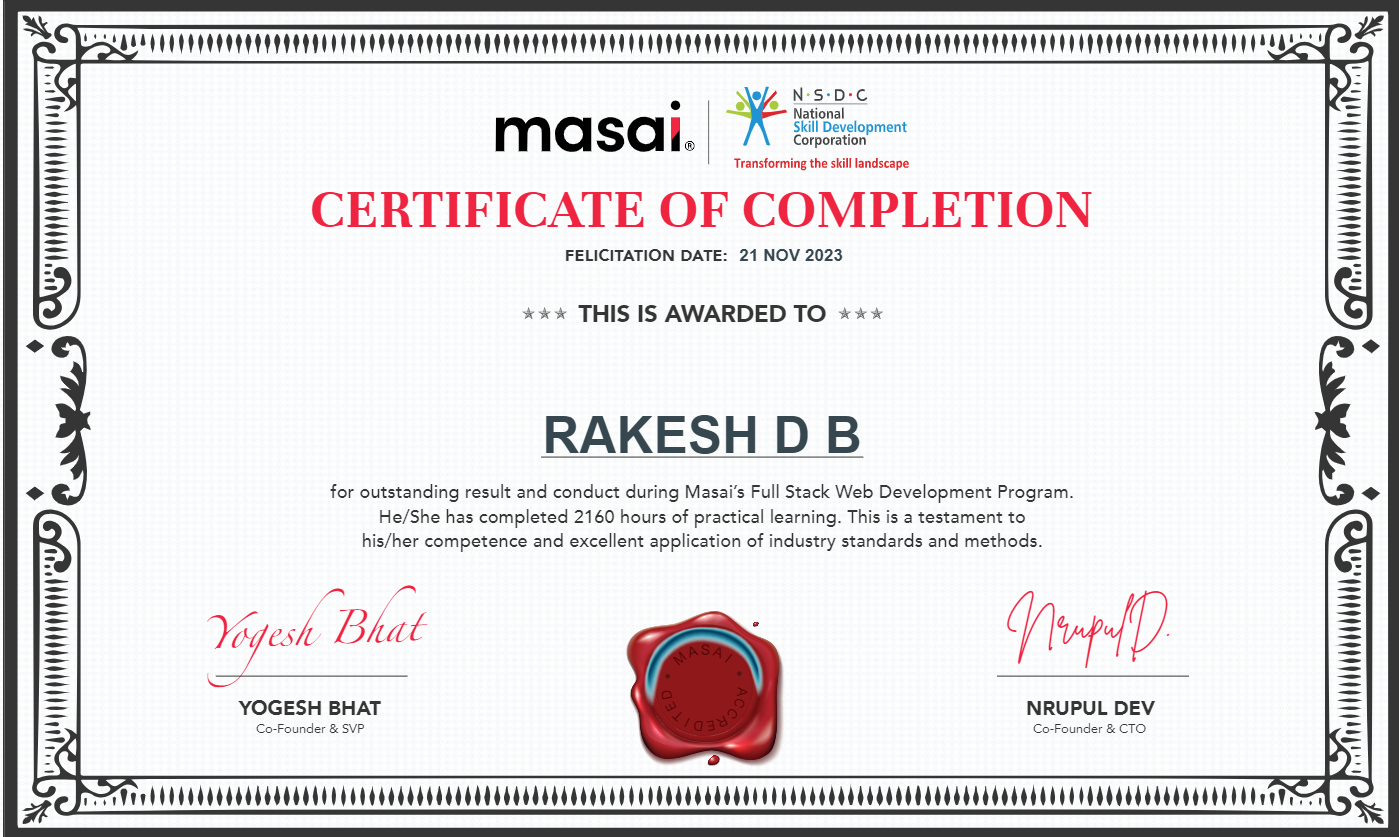 masai®
N·S·D·C
National
Skill Development
Corporation
Transforming the skill landscape
CERTIFICATE OF COMPLETION
FELICITATION DATE: 21 NOV 2023
THIS IS AWARDED TO
RAKESH D B
for outstanding result and conduct during Masai’s Full Stack Web Development Program.
He/She has completed 2160 hours of practical learning. This is a testament to
his/her competence and excellent application of industry standards and methods.
Yogesh Bhat
YOGESH BHAT
Co-Founder & SVP
MASAI
ACCREDITED
Nrupul D.
NRUPUL DEV
Co-Founder & CTO